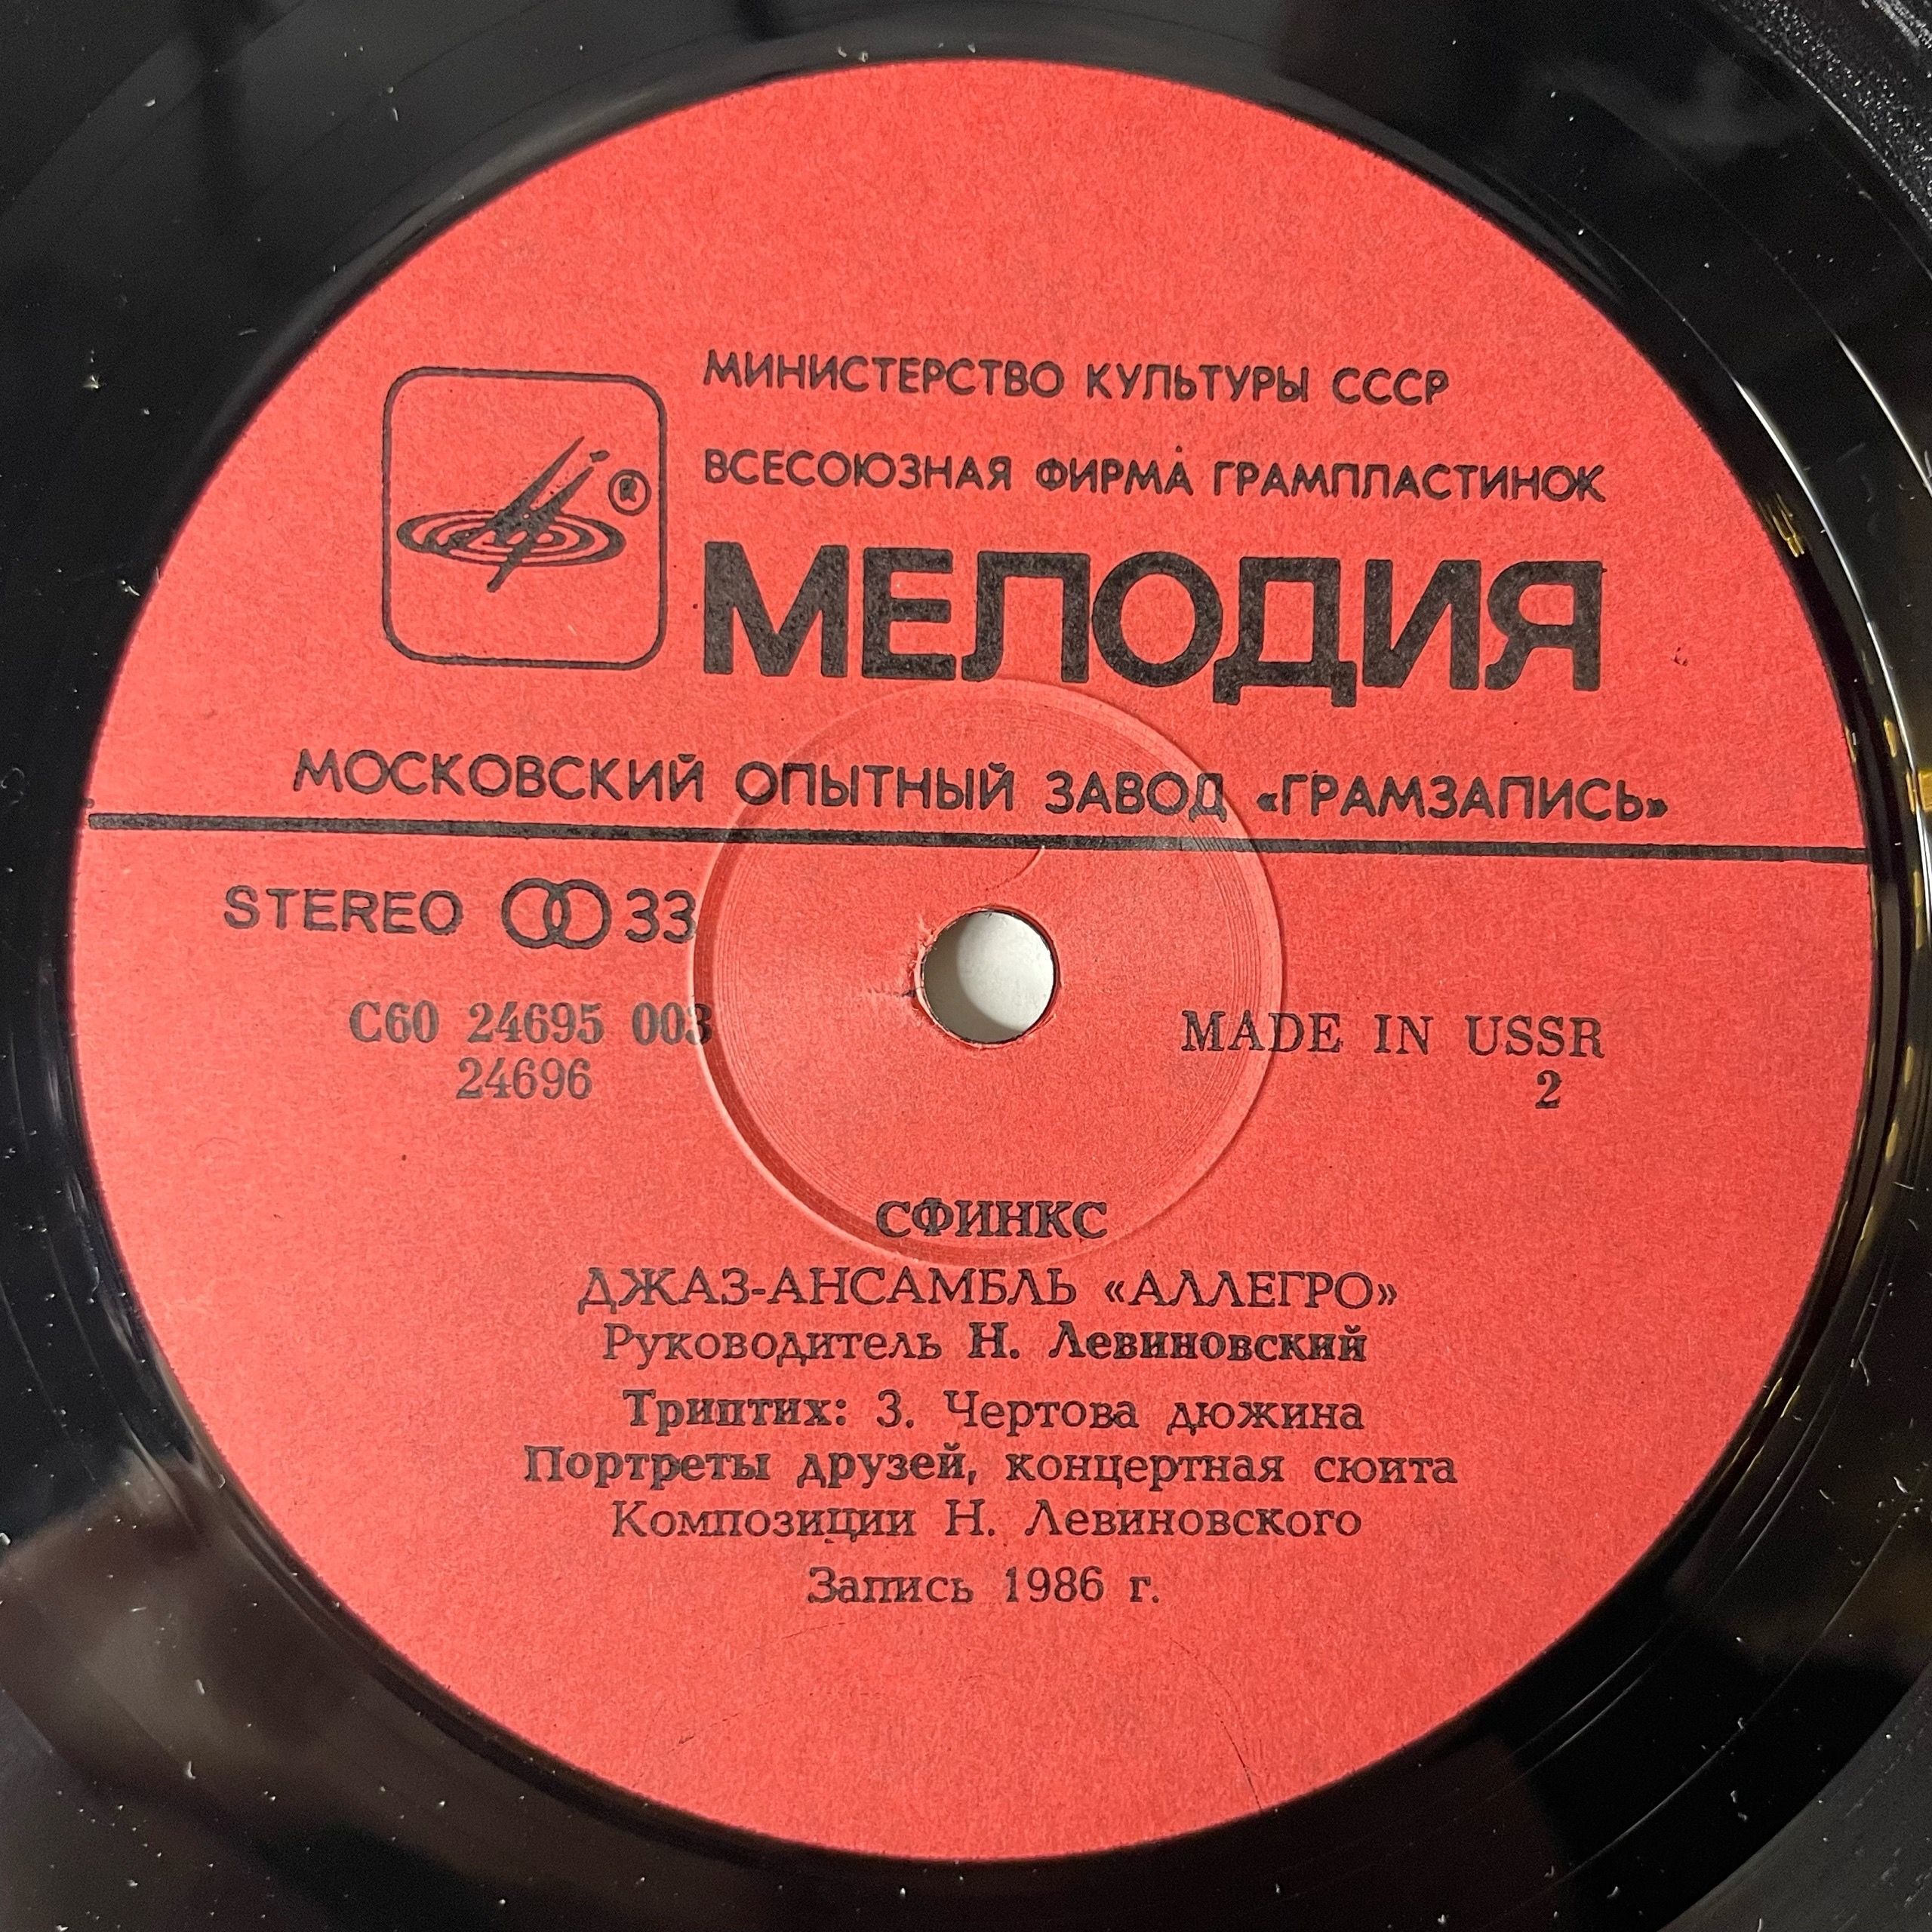 МИНИСТЕРСТВО КУЛЬТУРЫ СССР
ВСЕСОЮЗНАЯ ФИРМА ГРАМПЛАСТИНОК
®
МЕЛОДИЯ
МОСКОВСКИЙ ОПЫТНЫЙ ЗАВОД «ГРАМЗАПИСЬ»
STEREO 33
С60 24695 003
24696
MADE IN USSR
2
СФИНКС
ДЖАЗ-АНСАМБЛЬ «АЛЛЕГРО»
Руководитель Н. Левиновский
Триптих: 3. Чертова дюжина
Портреты друзей, концертная сюита
Композиции Н. Левиновского
Запись 1986 г.